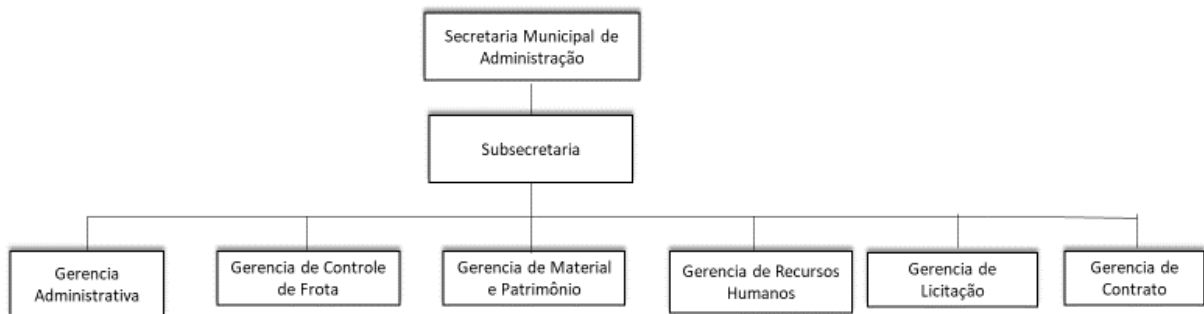 Secretaria Municipal de
Administração
Subsecretaria
Gerencia
Administrativa
Gerencia de Controle
de Frota
Gerencia de Material
e Patrimônio
Gerencia de Recursos
Humanos
Gerencia de
Licitação
Gerencia de
Contrato